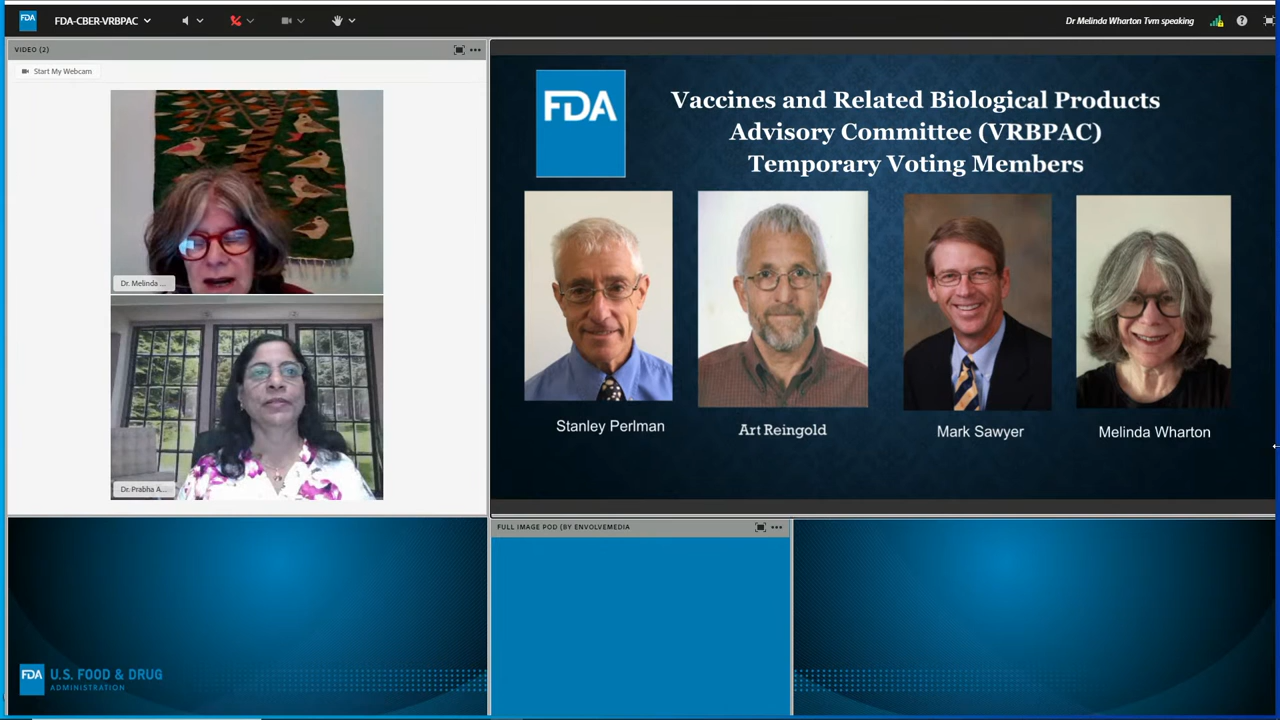 FDA
FDA-CBER-VRBPAC
Dr Melinda Wharton Tvm speaking
VIDEO (2)
Start My Webcam
Dr. Melinda ...
Dr. Prabha A...
FDA
Vaccines and Related Biological Products
Advisory Committee (VRBPAC)
Temporary Voting Members
Stanley Perlman
Art Reingold
Mark Sawyer
Melinda Wharton
FULL IMAGE POD (BY ENVOLVEMEDIA
FDA
U.S. FOOD & DRUG
ADMINISTRATION